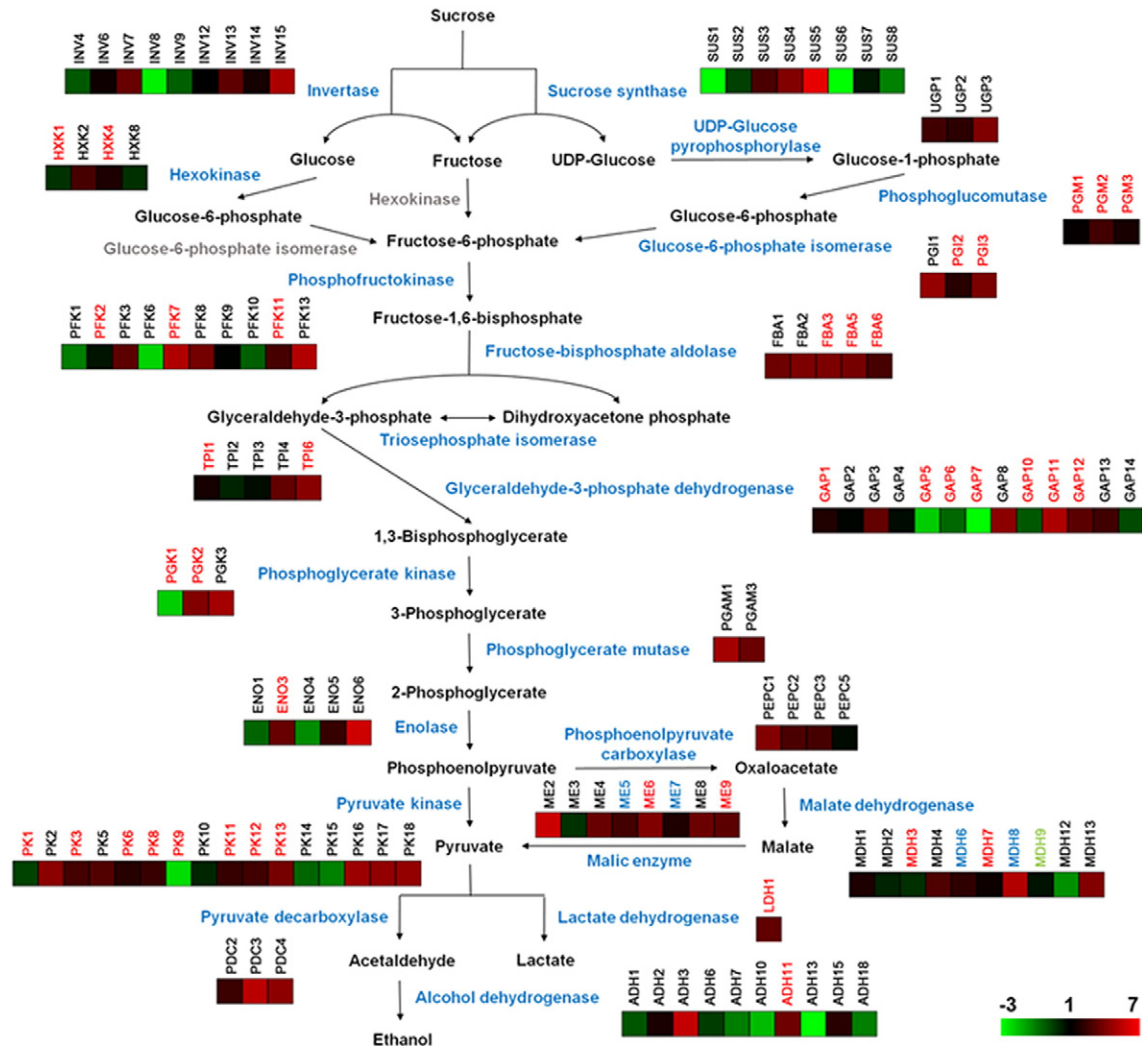 Sucrose
INV4 INV6 INV7 INV8 INV9 INV12 INV13 INV14 INV15
Invertase
Sucrose synthase
SUS1 SUS2 SUS3 SUS4 SUS5 SUS6 SUS7 SUS8
UGP1 UGP2 UGP3
HXK1 HXK2 HXK4 HXK8
Hexokinase
Glucose
Fructose
UDP-Glucose
UDP-Glucose
pyrophosphorylase
Glucose-1-phosphate
Hexokinase
Phosphoglucomutase
PGM1 PGM2 PGM3
Glucose-6-phosphate
Glucose-6-phosphate
Glucose-6-phosphate isomerase
Fructose-6-phosphate
Glucose-6-phosphate isomerase
PGI1 PGI2 PGI3
Phosphofructokinase
PFK1 PFK2 PFK3 PFK6 PFK7 PFK8 PFK9 PFK10 PFK11 PFK13
Fructose-1,6-bisphosphate
Fructose-bisphosphate aldolase
FBA1 FBA2 FBA3 FBA5 FBA6
Glyceraldehyde-3-phosphate
Dihydroxyacetone phosphate
Triosephosphate isomerase
TPI1 TPI2 TPI3 TPI4 TPI6
Glyceraldehyde-3-phosphate dehydrogenase
GAP1 GAP2 GAP3 GAP4 GAP5 GAP6 GAP7 GAP8 GAP10 GAP11 GAP12 GAP13 GAP14
1,3-Bisphosphoglycerate
PGK1 PGK2 PGK3
Phosphoglycerate kinase
3-Phosphoglycerate
Phosphoglycerate mutase
PGAM1 PGAM3
2-Phosphoglycerate
ENO1 ENO3 ENO4 ENO5 ENO6
Enolase
Phosphoenolpyruvate
carboxylase
PEPC1 PEPC2 PEPC3 PEPC5
Phosphoenolpyruvate
Oxaloacetate
Pyruvate kinase
ME2 ME3 ME4 ME5 ME6 ME7 ME8 ME9
Malate dehydrogenase
PK1 PK2 PK3 PK5 PK6 PK8 PK9 PK10 PK11 PK12 PK13 PK14 PK15 PK16 PK17 PK18
Pyruvate
Malic enzyme
Malate
MDH1 MDH2 MDH3 MDH4 MDH6 MDH7 MDH8 MDH9 MDH12 MDH13
Pyruvate decarboxylase
Lactate dehydrogenase
LDH1
PDC2 PDC3 PDC4
Acetaldehyde
Lactate
Alcohol dehydrogenase
ADH1 ADH2 ADH3 ADH6 ADH7 ADH10 ADH11 ADH13 ADH15 ADH18
Ethanol
-3 1 7